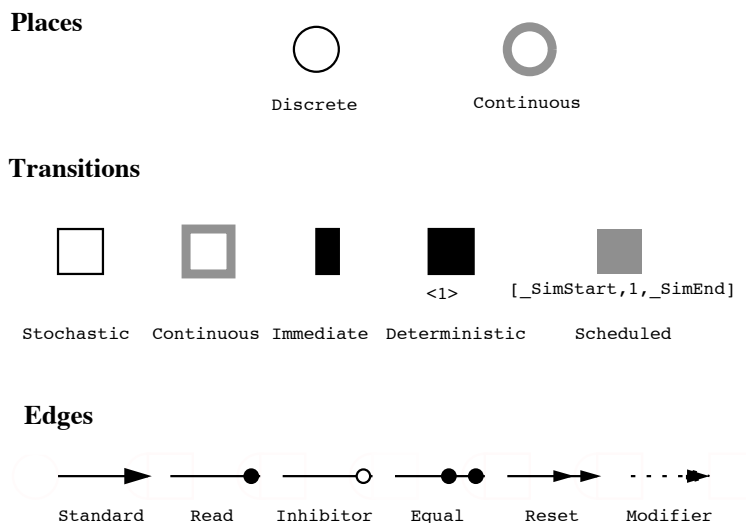 Places
Discrete
Continuous
Transitions
<1>
[_SimStart,1,_SimEnd]
Stochastic
Continuous
Immediate
Deterministic
Scheduled
Edges
Standard
Read
Inhibitor
Equal
Reset
Modifier